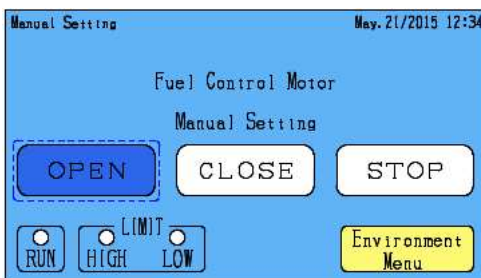 Manual Setting May.21/2015 12:34
Fuel Control Motor
Manual Setting
OPEN CLOSE STOP
LIMIT
RUN HIGH LOW
Environment
Menu